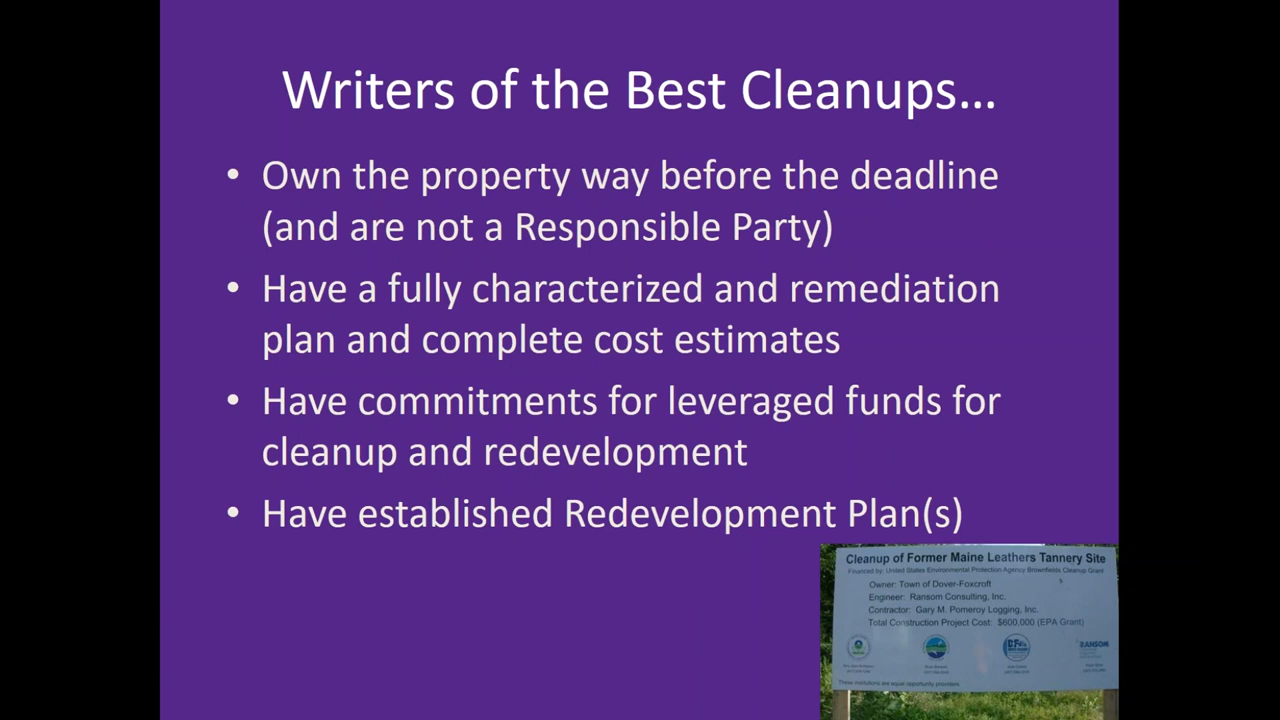 Writers of the Best Cleanups...
• Own the property way before the deadline
(and are not a Responsible Party)
• Have a fully characterized and remediation
plan and complete cost estimates
• Have commitments for leveraged funds for
cleanup and redevelopment
• Have established Redevelopment Plan(s)
Cleanup of Former Maine Leathers Tannery Site
Financed by: United States Environmental Protection Agency Brownfields Cleanup Grant
Owner: Town of Dover-Foxcroft
Engineer: Ransom Consulting, Inc.
Contractor: Gary M. Pomeroy Logging, Inc.
Total Construction Project Cost: $600,000 (EPA Grant)
RANSOM
These institutions are equal opportunity providers.